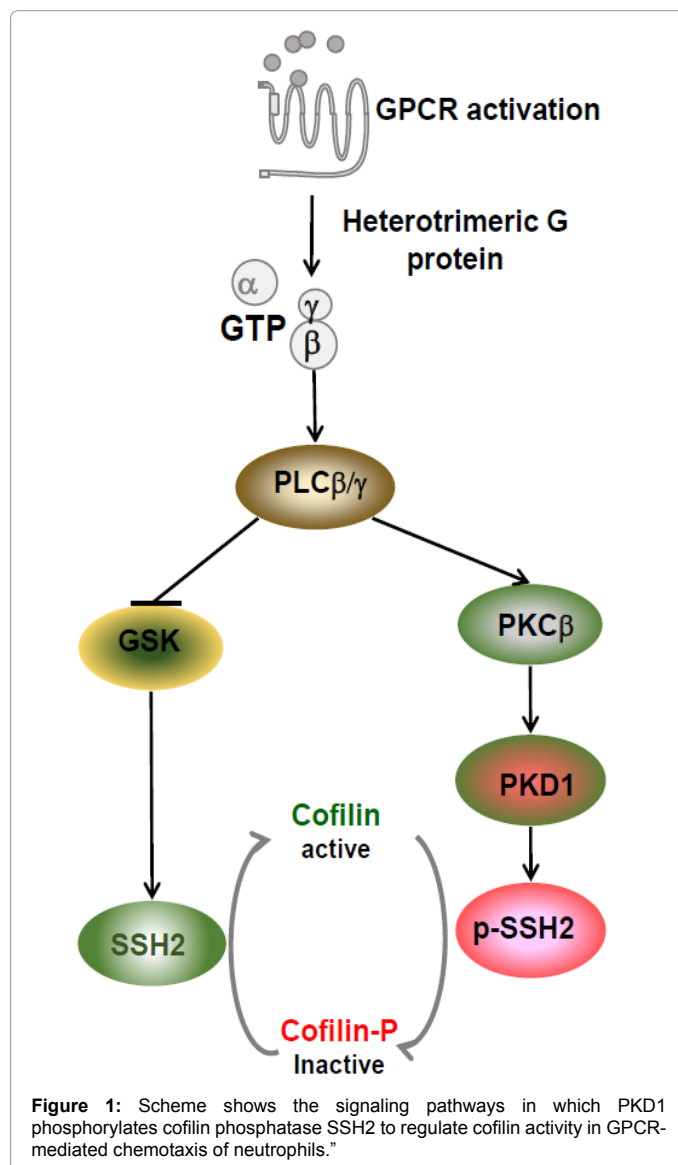 GPCR activation
Heterotrimeric G
protein
α
GTP
γ
β
PLCβ/γ
GSK
PKCβ
PKD1
Cofilin
active
SSH2
p-SSH2
Cofilin-P
Inactive
Figure 1: Scheme shows the signaling pathways in which PKD1
phosphorylates cofilin phosphatase SSH2 to regulate cofilin activity in GPCR-
mediated chemotaxis of neutrophils.”